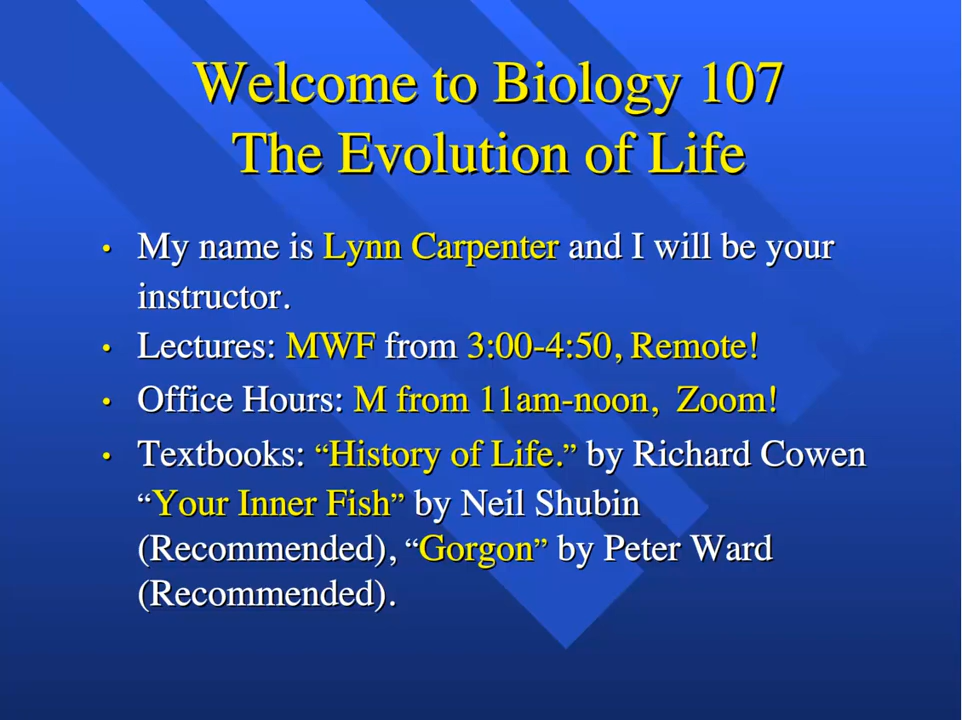 Welcome to Biology 107
The Evolution of Life
• My name is Lynn Carpenter and I will be your
instructor.
• Lectures: MWF from 3:00-4:50, Remote!
• Office Hours: M from 11am-noon,  Zoom!
• Textbooks: “History of Life.” by Richard Cowen
“Your Inner Fish” by Neil Shubin
(Recommended), “Gorgon” by Peter Ward
(Recommended).